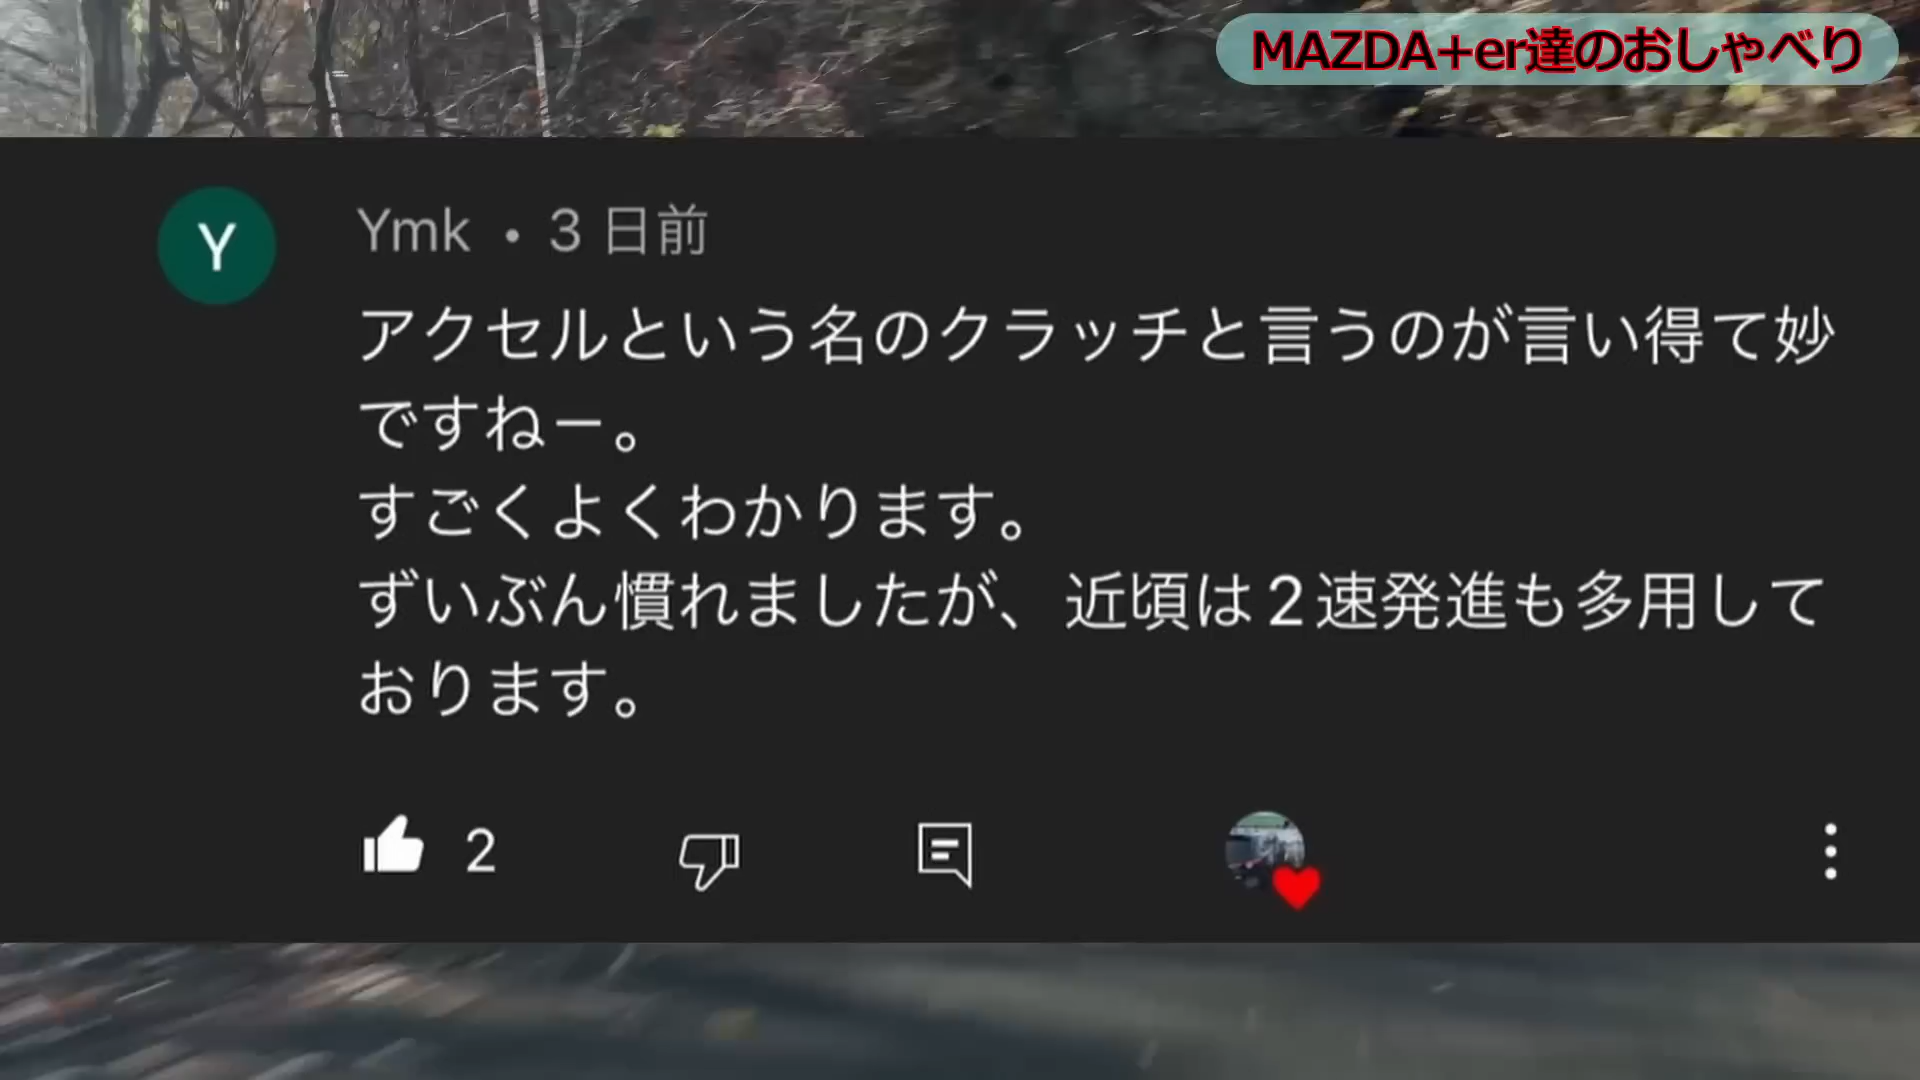 MAZDA+er達のおしゃべり
Y
Ymk • 3 日前
アクセルという名のクラッチと言うのが言い得て妙
ですねー。
すごくよくわかります。
ずいぶん慣れましたが、近頃は2速発進も多用して
おります。
2